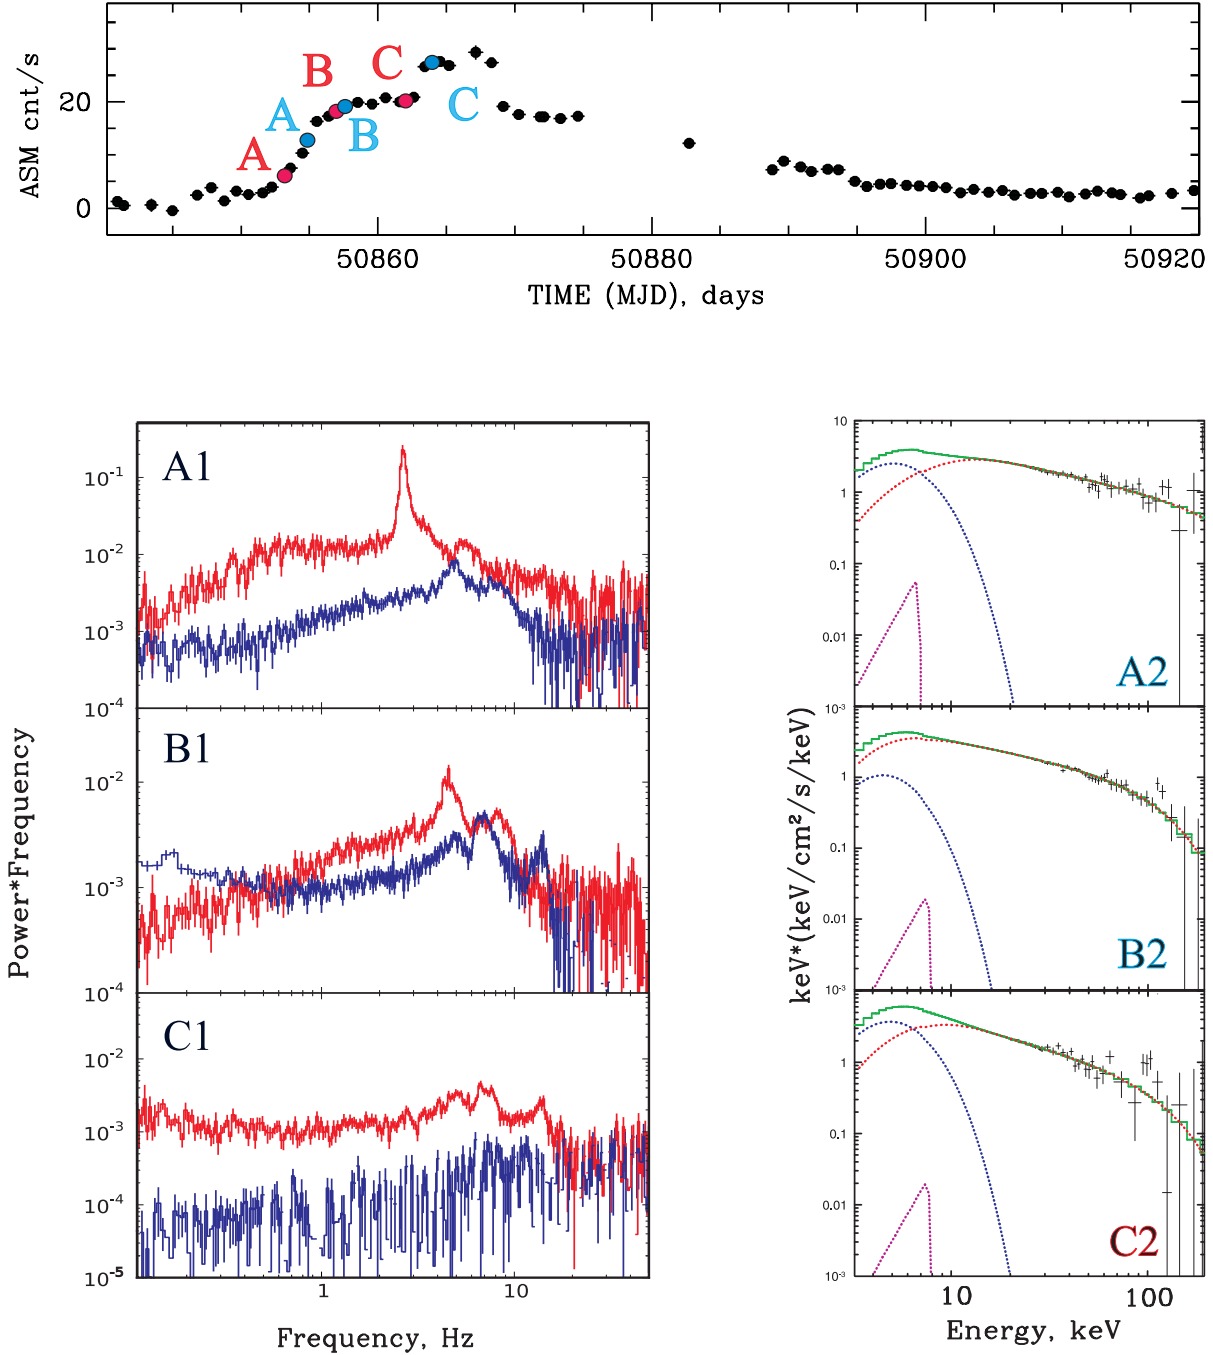 ASM cnt/s
20
0
A
A
B
B
C
C
50860
50880
50900
50920
TIME (MJD), days
Power*Frequency
A1
10⁻¹
10⁻²
10⁻³
10⁻⁴
B1
10⁻²
10⁻³
10⁻⁴
C1
10⁻²
10⁻³
10⁻⁴
10⁻⁵
1
10
Frequency, Hz
keV*(keV/cm²/s/keV)
10
1
0.1
0.01
10⁻³
A2
1
0.1
0.01
10⁻³
B2
1
0.1
0.01
10⁻³
C2
10
100
Energy, keV